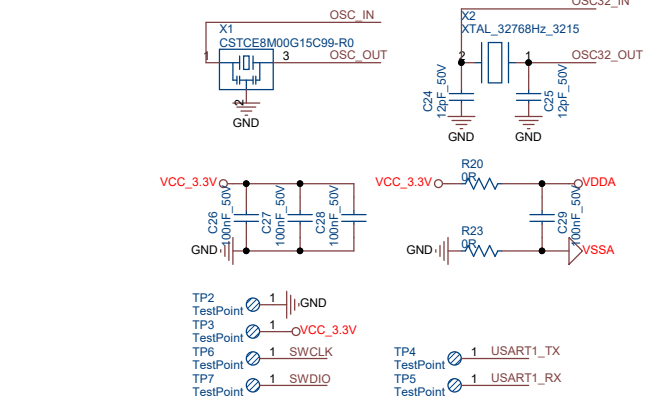 OSC_IN
X1
CSTCE8M00G15C99-R0
1
3
OSC_OUT
2
GND
OSC32_IN
X2
XTAL_32768Hz_3215
2
1
OSC32_OUT
C24
12pF_50V
C25
12pF_50V
GND
GND
VCC_3.3V
C26
100nF_50V
C27
100nF_50V
C28
100nF_50V
GND
VCC_3.3V
R20
0R
VDDA
C29
100nF_50V
GND
R23
0R
VSSA
TP2
TestPoint
1
GND
TP3
TestPoint
1
VCC_3.3V
TP6
TestPoint
1
SWCLK
TP7
TestPoint
1
SWDIO
TP4
TestPoint
1
USART1_TX
TP5
TestPoint
1
USART1_RX